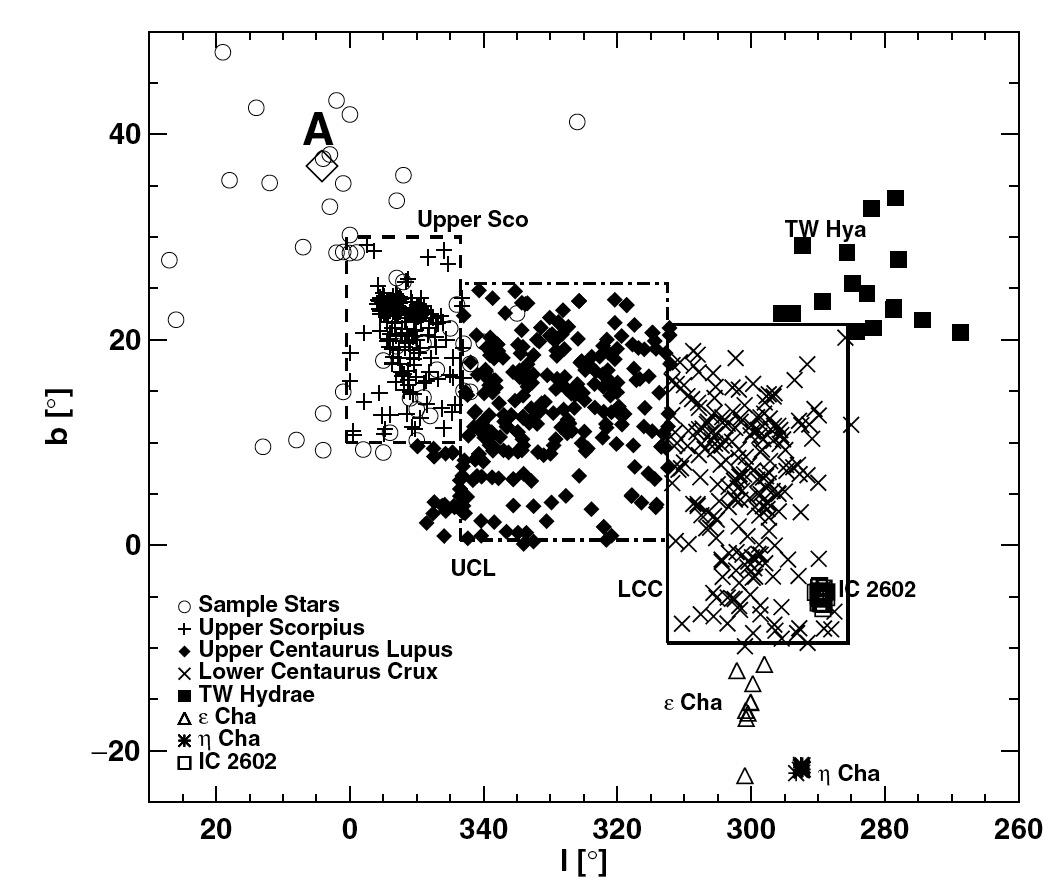 40
20
0
−20
b [°]
A
Upper Sco
TW Hya
UCL
LCC
IC 2602
ε Cha
η Cha
Sample Stars
Upper Scorpius
Upper Centaurus Lupus
Lower Centaurus Crux
TW Hydrae
ε Cha
η Cha
IC 2602
20 0 340 320 300 280 260
l [°]